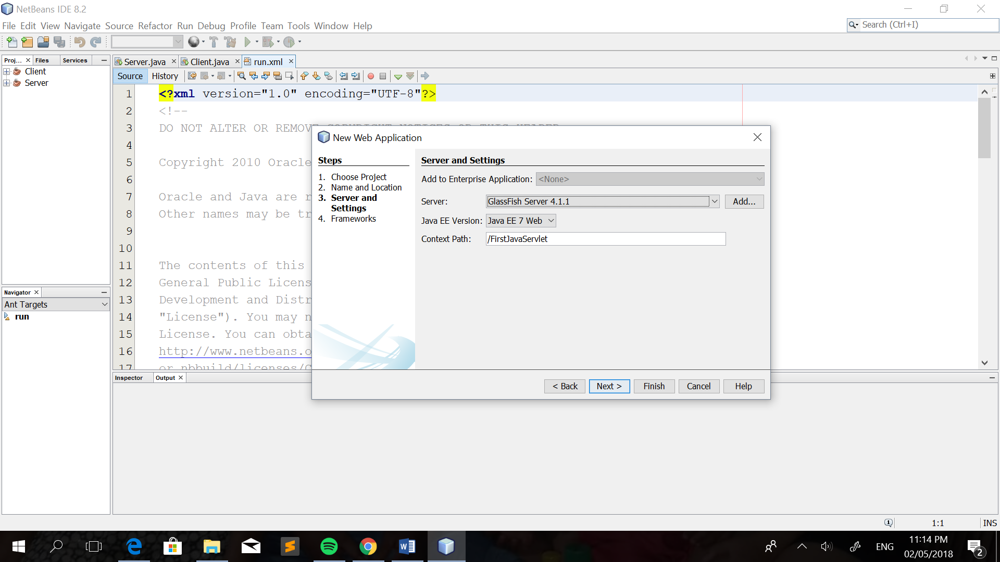 NetBeans IDE 8.2
File Edit View Navigate Source Refactor Run Debug Profile Team Tools Window Help
Search (Ctrl+I)
Proj... Files Services
Client
Server
Server.java Client.java run.xml
Source History
1 <?xml version="1.0" encoding="UTF-8"?>
2 <!--
3 DO NOT ALTER OR REMOVE COPYRIGHT NOTICES OR THIS HEADER
4
5 Copyright 2010 Oracle
6
7 Oracle and Java are r
8 Other names may be tr
9
10
11 The contents of this
12 General Public Licens
13 Development and Distr
14 "License"). You may n
15 License. You can obta
16 http://www.netbeans.o
17 or nbbuild/licenses/C
New Web Application
Steps
1. Choose Project
2. Name and Location
3. Server and
Settings
4. Frameworks
Server and Settings
Add to Enterprise Application: <None>
Server: GlassFish Server 4.1.1 Add...
Java EE Version: Java EE 7 Web
Context Path: /FirstJavaServlet
< Back Next > Finish Cancel Help
Navigator
Ant Targets
run
Inspector Output
1:1 INS
ENG
11:14 PM
02/05/2018
2